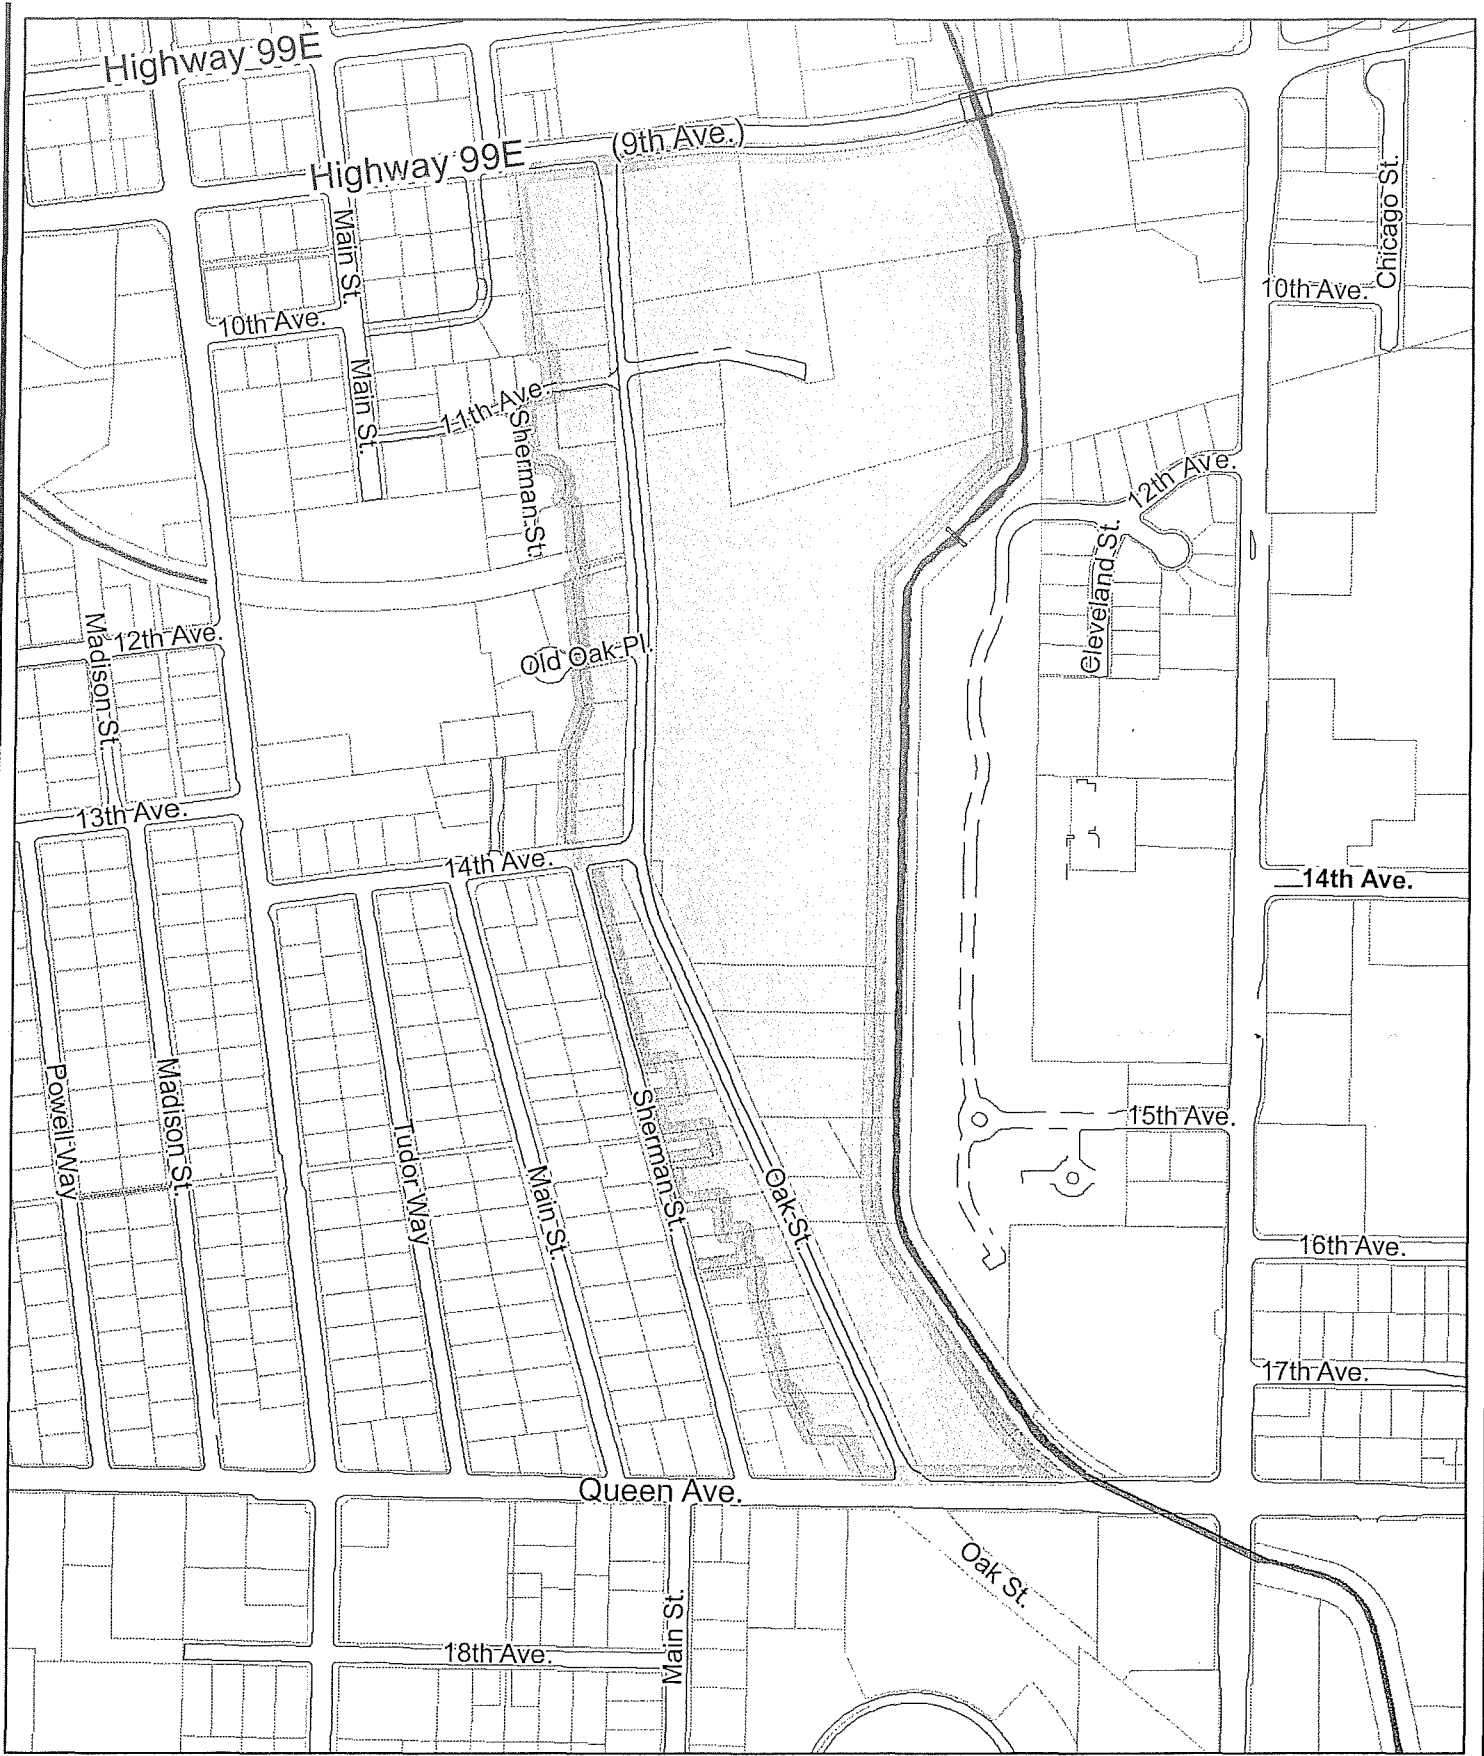 Highway 99E
(9th Ave.)
Highway 99E
Chicago St.
Main St.
10th Ave.
10th Ave.
Main St.
11th Ave.
Sherman St.
12th Ave.
Cleveland St.
Madison St.
12th Ave.
Old Oak Pl.
13th Ave.
14th Ave.
14th Ave.
Powell Way
Madison St.
Tudor Way
Main St.
Sherman St.
Oak St.
15th Ave.
16th Ave.
17th Ave.
Queen Ave.
Oak St.
Main St.
18th Ave.